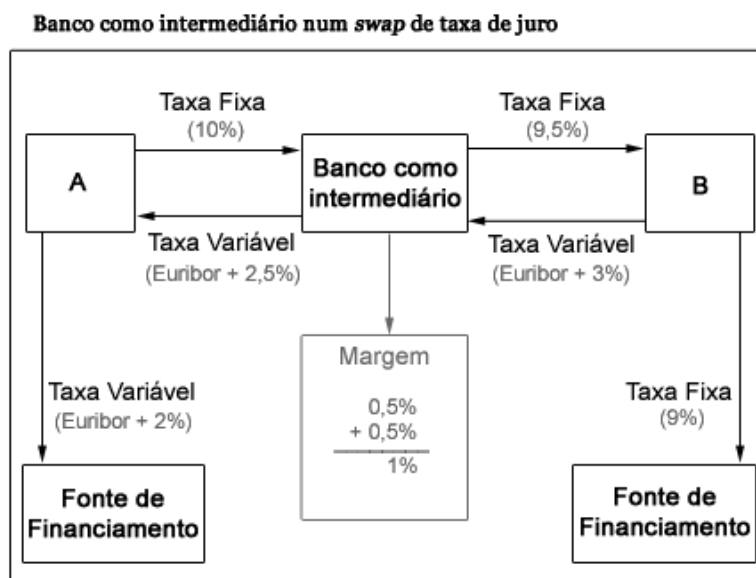 Banco como intermediário num swap de taxa de juro
Taxa Fixa
(10%)
Taxa Fixa
(9,5%)
A
Banco como
intermediário
B
Taxa Variável
(Euribor + 2,5%)
Taxa Variável
(Euribor + 3%)
Margem
0,5%
+ 0,5%
1%
Taxa Variável
(Euribor + 2%)
Taxa Fixa
(9%)
Fonte de
Financiamento
Fonte de
Financiamento